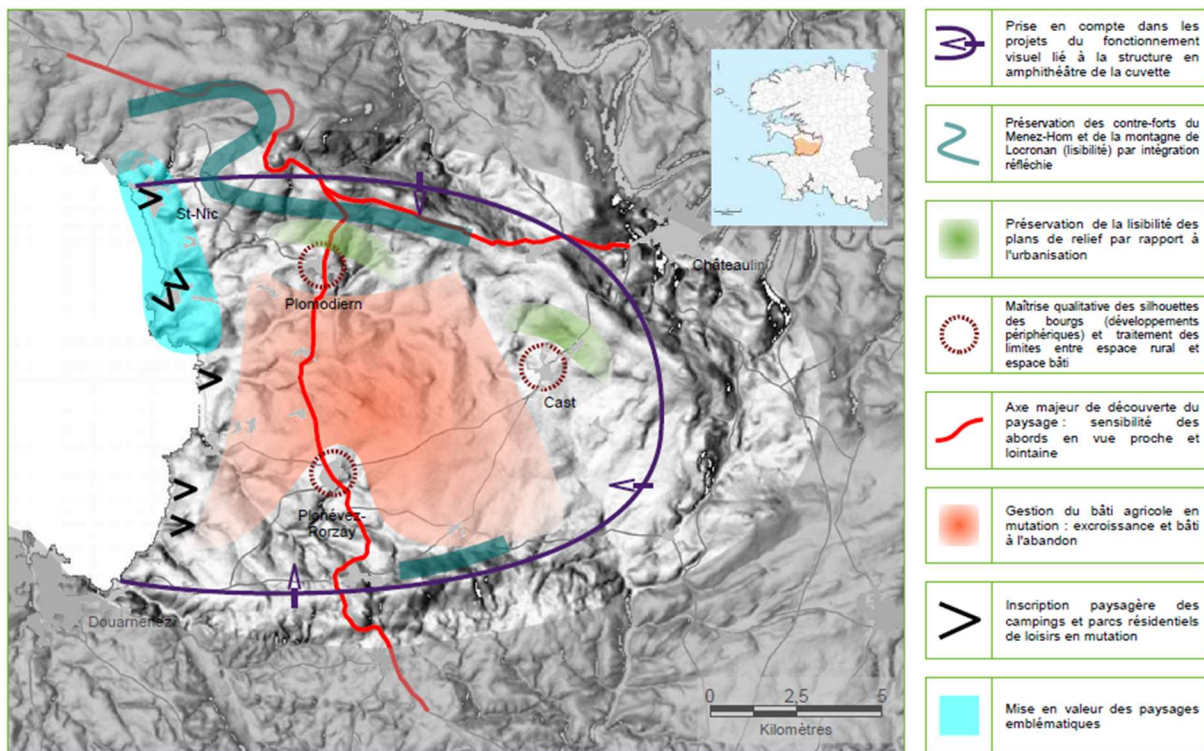 St-Nic
Châteaulin
Plomodiern
Cast
Plonévez-
Porzay
Douarnenez
0 2,5 5
Kilomètres
Prise en compte dans les
projets du fonctionnement
visuel lié à la structure en
amphithéâtre de la cuvette
Préservation des contre-forts du
Menez-Hom et de la montagne de
Locronan (lisibilité) par intégration
réfléchie
Préservation de la lisibilité des
plans de relief par rapport à
l'urbanisation
Maîtrise qualitative des silhouettes
des bourgs (développements
périphériques) et traitement des
limites entre espace rural et
espace bâti
Axe majeur de découverte du
paysage : sensibilité des
abords en vue proche et
lointaine
Gestion du bâti agricole en
mutation : excroissance et bâti
à l'abandon
Inscription paysagère des
campings et parcs résidentiels
de loisirs en mutation
Mise en valeur des paysages
emblématiques